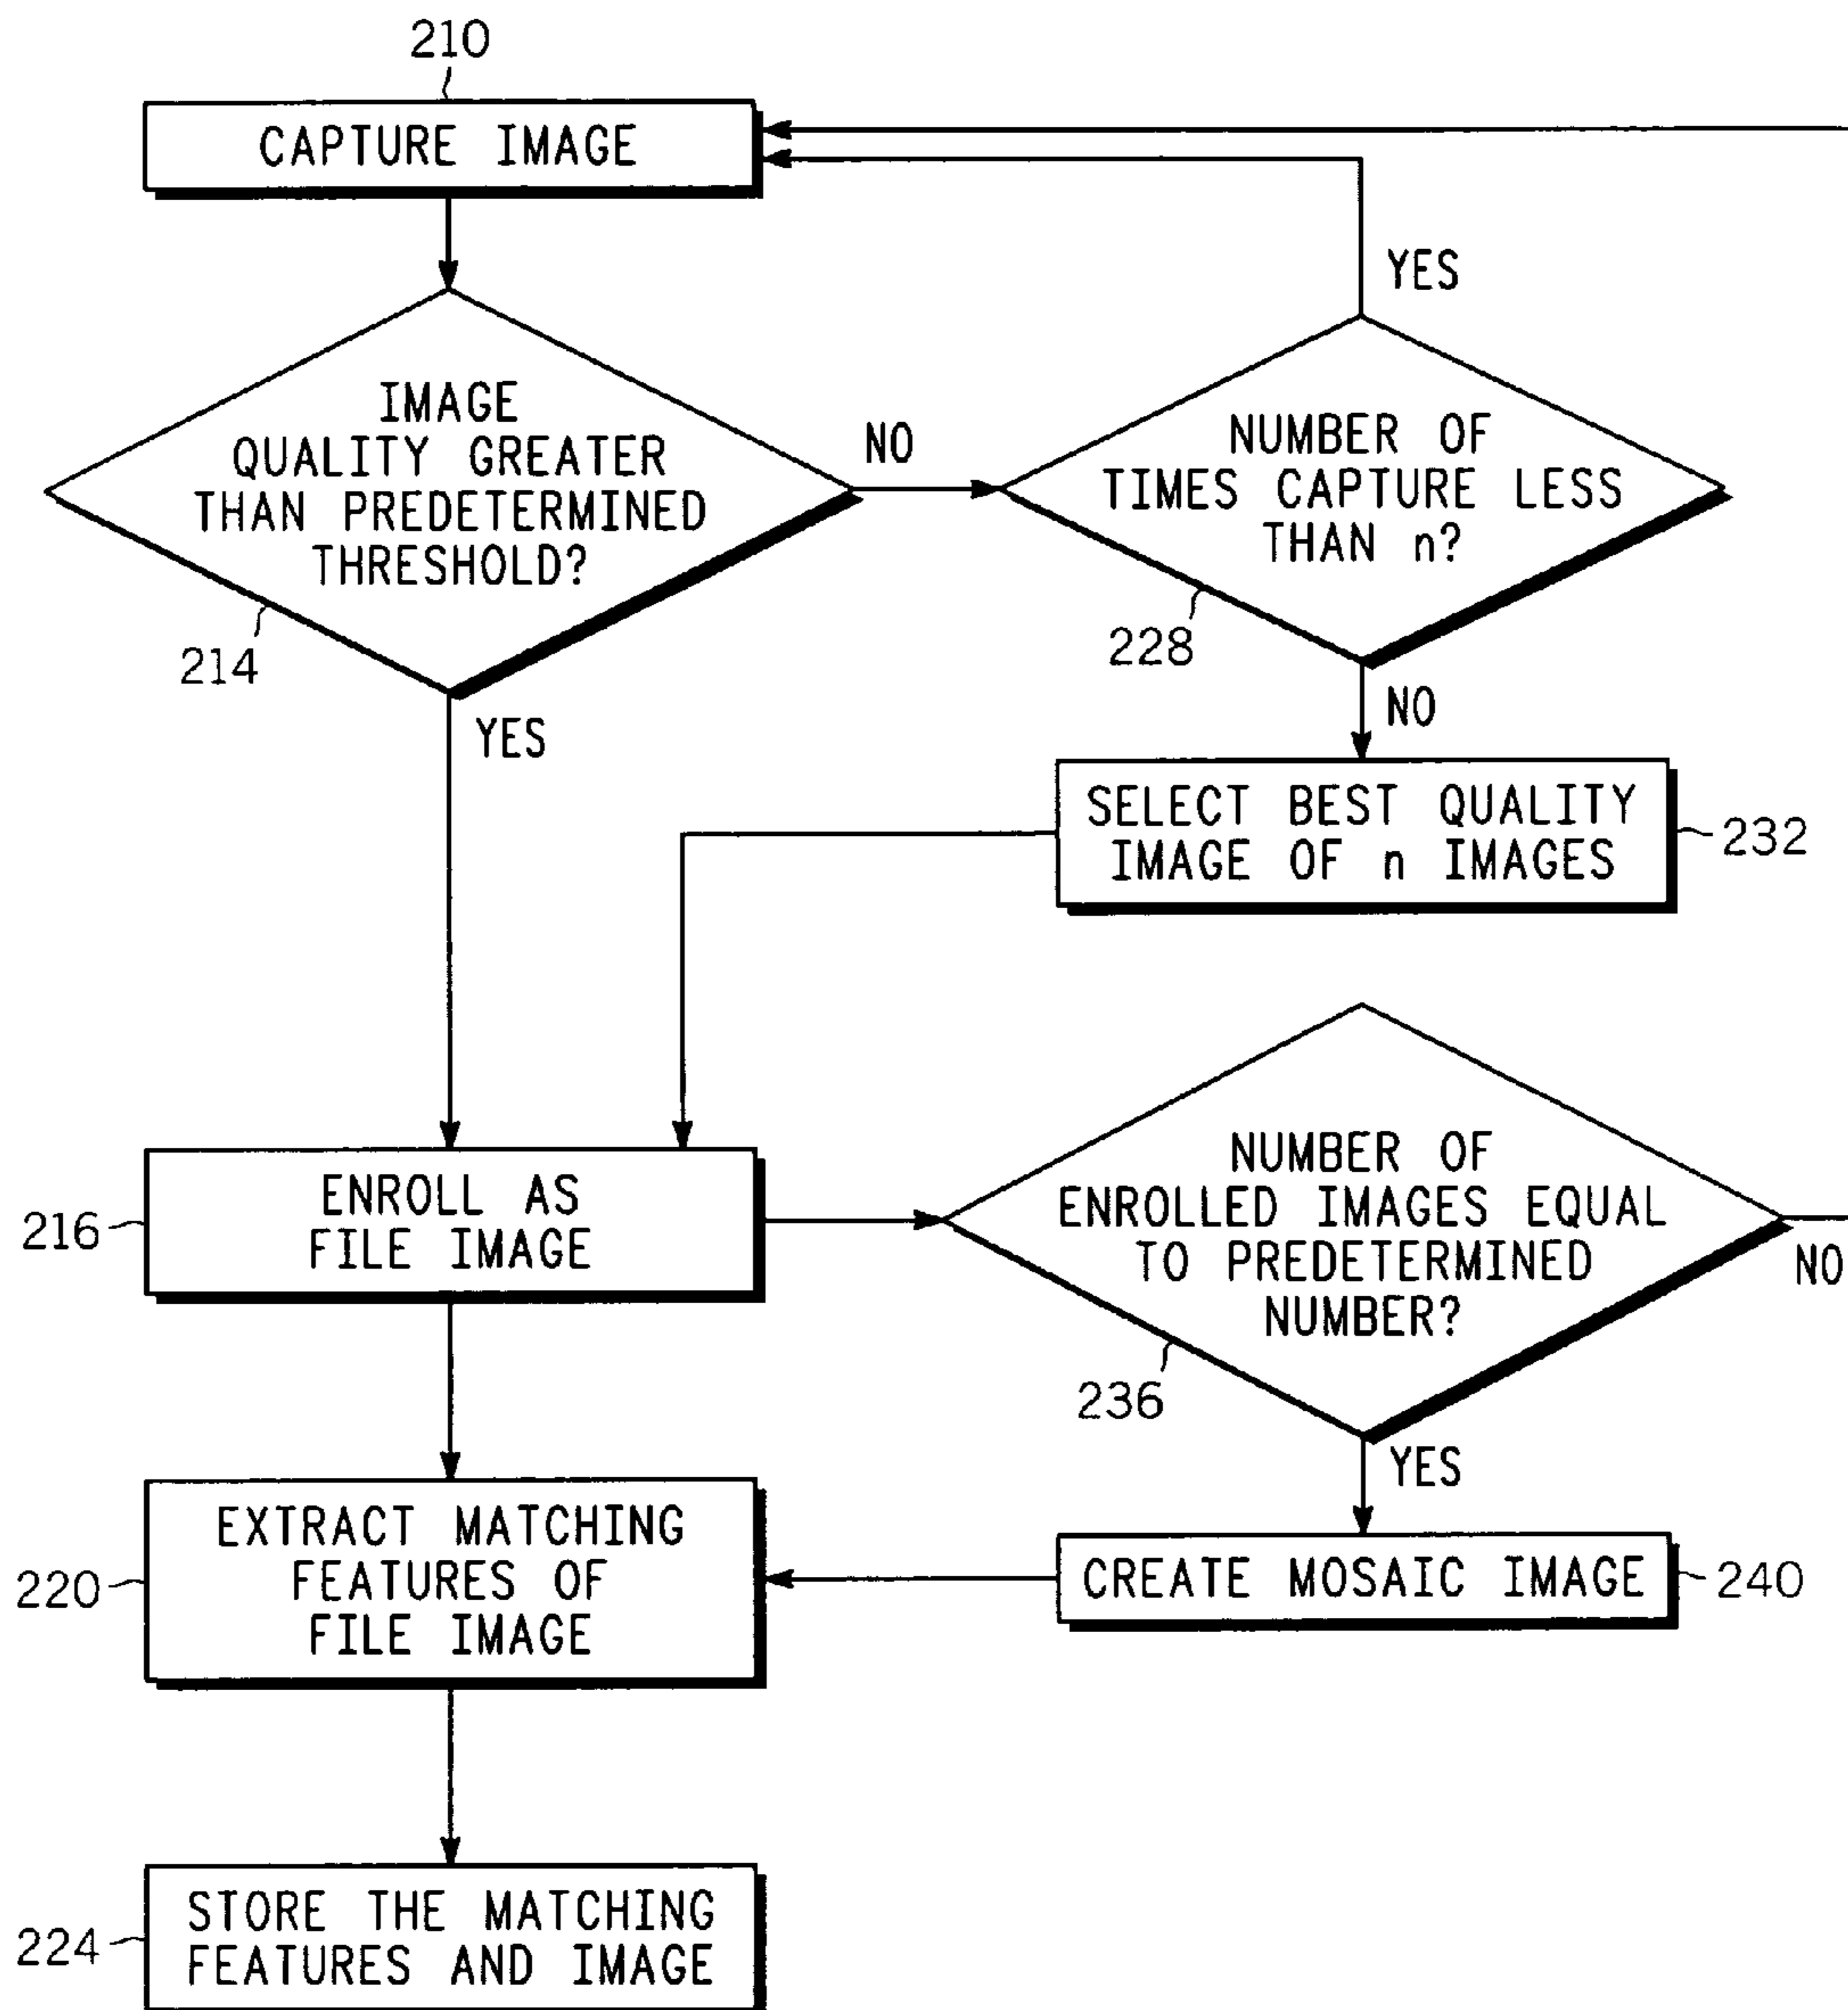 210
CAPTURE IMAGE
YES
IMAGE
QUALITY GREATER
THAN PREDETERMINED
THRESHOLD?
NO
NUMBER OF
TIMES CAPTURE LESS
THAN n?
214
228
YES
NO
SELECT BEST QUALITY
IMAGE OF n IMAGES
232
ENROLL AS
FILE IMAGE
216
NUMBER OF
ENROLLED IMAGES EQUAL
TO PREDETERMINED
NUMBER?
NO
236
YES
EXTRACT MATCHING
FEATURES OF
FILE IMAGE
220
CREATE MOSAIC IMAGE
240
STORE THE MATCHING
FEATURES AND IMAGE
224